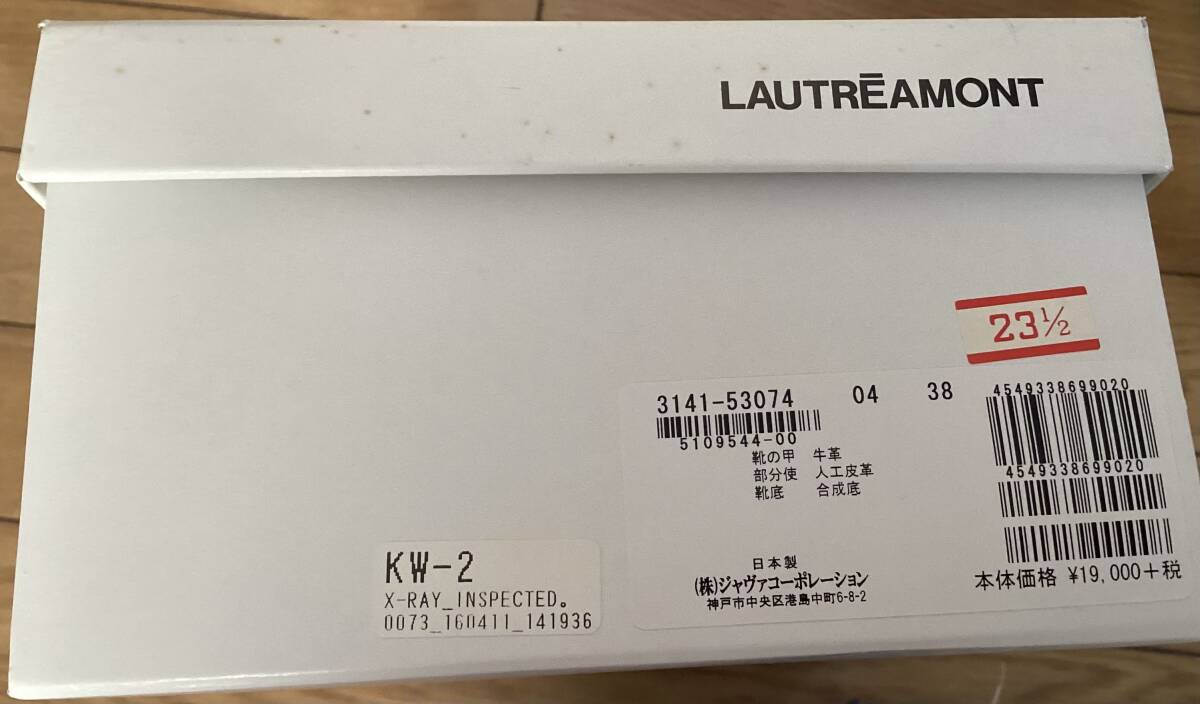 LAUTRĒAMONT
23 1/2
3141-53074 04 38
5109544-00
靴の甲 牛革
部分使 人工皮革
靴底 合成底
4549338699020
4549338699020
日本製
(株)ジャヴァコーポレーション
神戸市中央区港島中町6-8-2
本体価格 ¥19,000+税
KW-2
X-RAY_INSPECTED。
0073_160411_141936